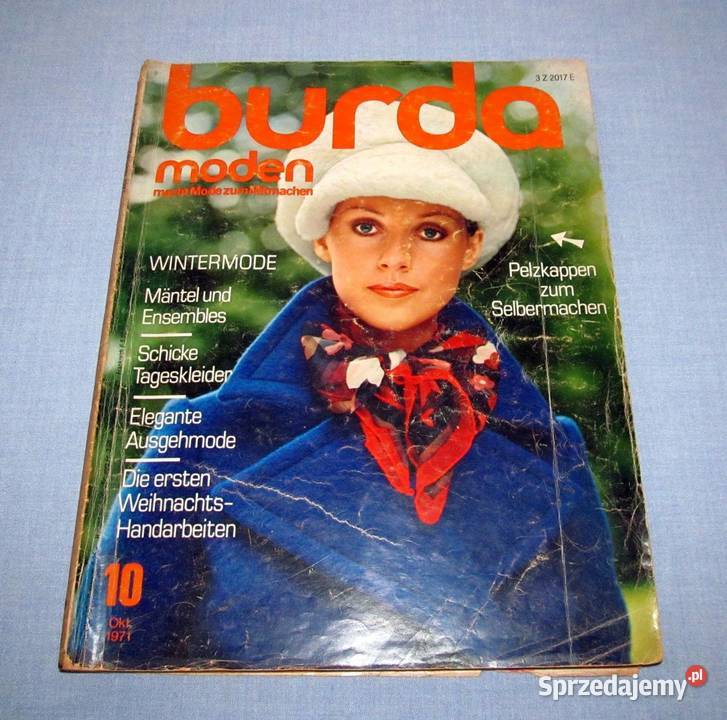 burda
3 Z 2017 E
moden
macht Mode zum Mitmachen
WINTERMODE
Mäntel und
Ensembles
Schicke
Tageskleider
Elegante
Ausgehmode
Die ersten
Weihnachts-
Handarbeiten
Pelzkappen
zum
Selbermachen
10
Okt.
1971
Sprzedajemy.pl